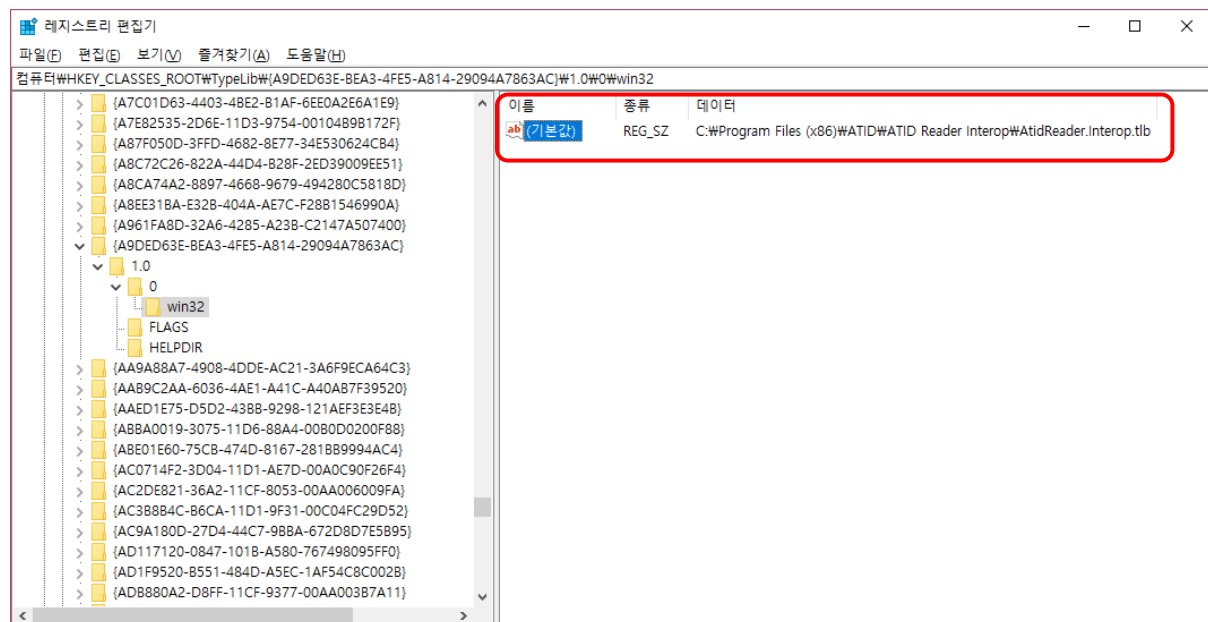 레지스트리 편집기
파일(F) 편집(E) 보기(V) 즐겨찾기(A) 도움말(H)
컴퓨터₩HKEY_CLASSES_ROOT₩TypeLib₩{A9DED63E-BEA3-4FE5-A814-29094A7863AC}₩1.0₩0₩win32
{A7C01D63-4403-4BE2-B1AF-6EE0A2E6A1E9}
{A7E82535-2D6E-11D3-9754-00104B9B172F}
{A87F050D-3FFD-4682-8E77-34E530624CB4}
{A8C72C26-822A-44D4-B28F-2ED39009EE51}
{A8CA74A2-8897-4668-9679-494280C5818D}
{A8EE31BA-E32B-404A-AE7C-F28B1546990A}
{A961FA8D-32A6-4285-A23B-C2147A507400}
{A9DED63E-BEA3-4FE5-A814-29094A7863AC}
1.0
0
win32
FLAGS
HELPDIR
{AA9A88A7-4908-4DDE-AC21-3A6F9ECA64C3}
{AAB9C2AA-6036-4AE1-A41C-A40AB7F39520}
{AAED1E75-D5D2-43BB-9298-121AEF3E3E4B}
{ABBA0019-3075-11D6-88A4-00B0D0200F88}
{ABE01E60-75CB-474D-8167-281BB9994AC4}
{AC0714F2-3D04-11D1-AE7D-00A0C90F26F4}
{AC2DE821-36A2-11CF-8053-00AA006009FA}
{AC3B8B4C-B6CA-11D1-9F31-00C04FC29D52}
{AC9A180D-27D4-44C7-9BBA-672D8D7E5B95}
{AD117120-0847-101B-A580-767498095FF0}
{AD1F9520-B551-484D-A5EC-1AF54C8C002B}
{ADB880A2-D8FF-11CF-9377-00AA003B7A11}
이름 종류 데이터
(기본값) REG_SZ C:₩Program Files (x86)₩ATID₩ATID Reader Interop₩AtidReader.Interop.tlb